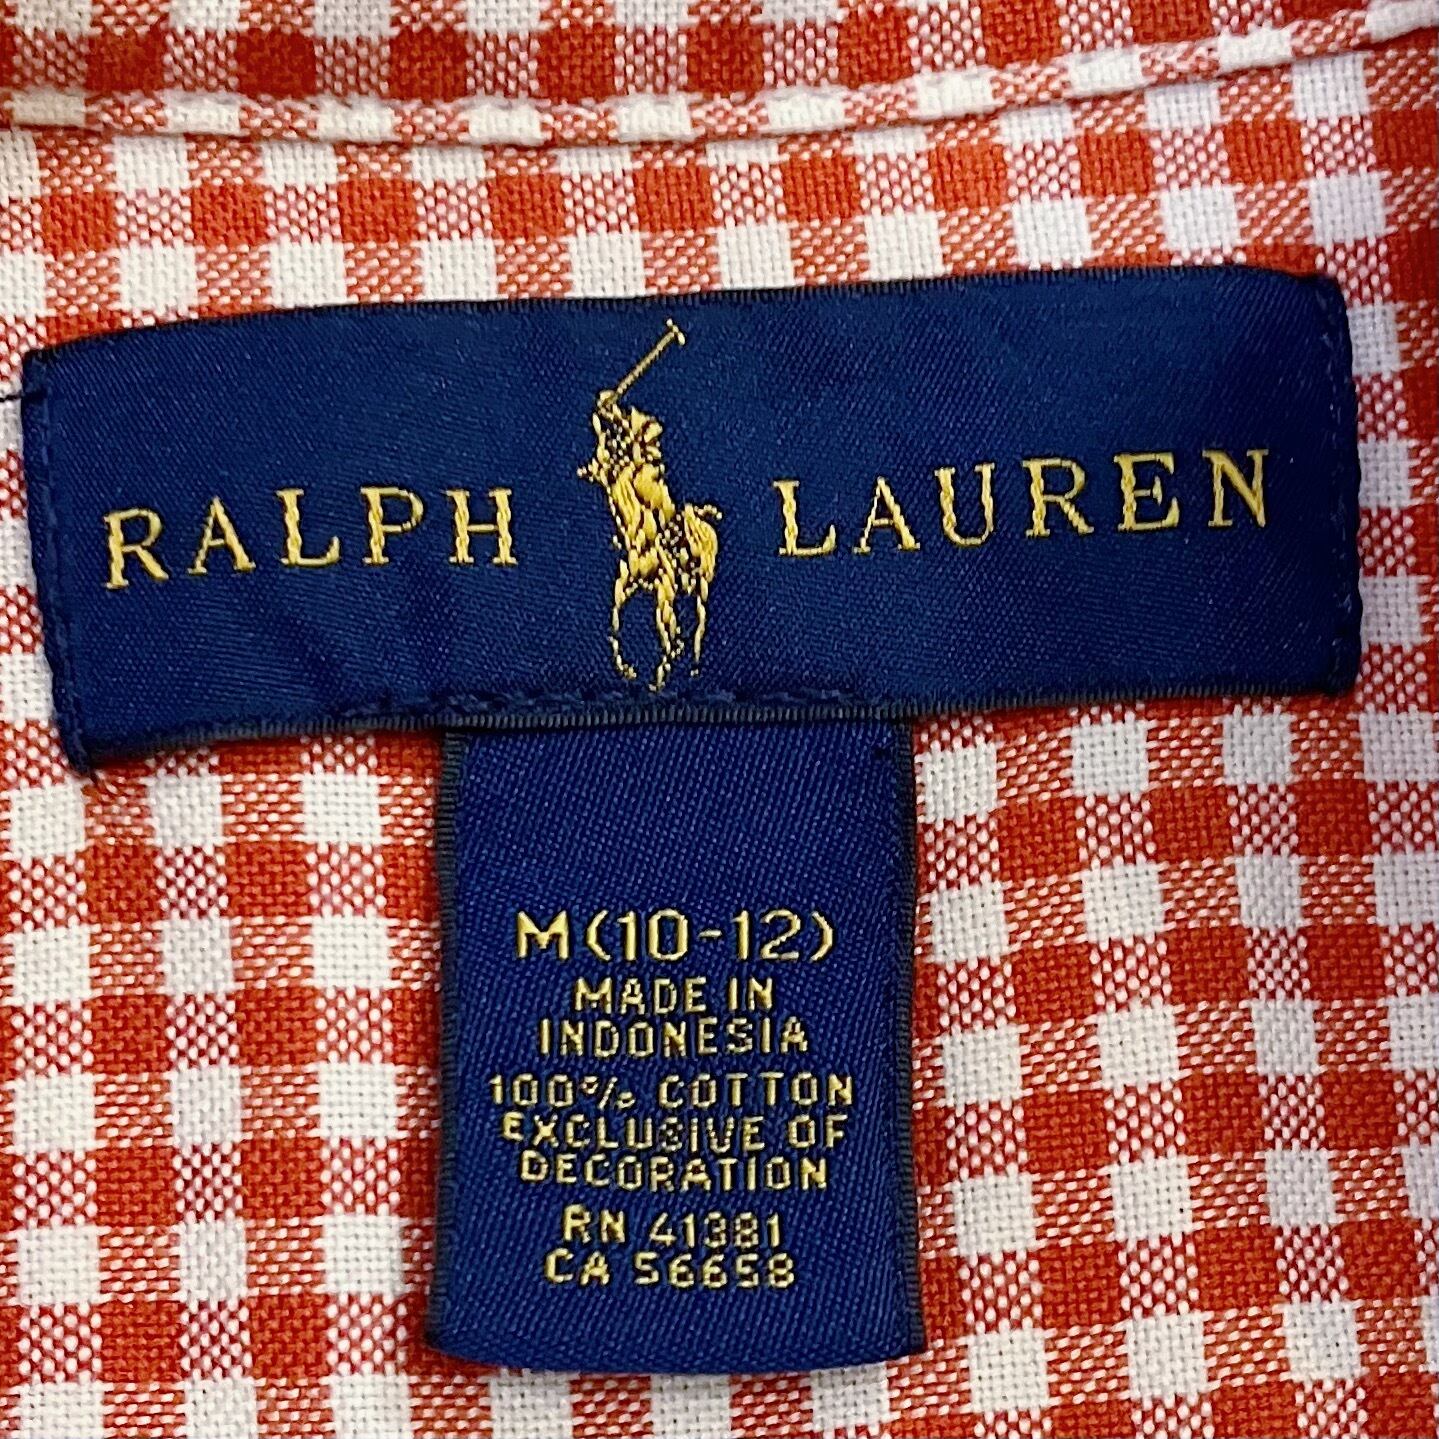 RALPH LAUREN
M (10-12)
MADE IN
INDONESIA
100% COTTON
EXCLUSIVE OF
DECORATION
RN 41381
CA 56658